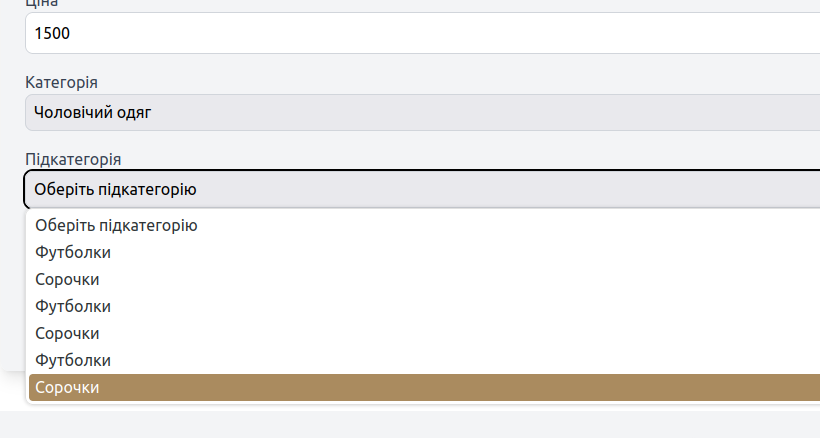 Ціна
1500
Категорія
Чоловічий одяг
Підкатегорія
Оберіть підкатегорію
Оберіть підкатегорію
Футболки
Сорочки
Футболки
Сорочки
Футболки
Сорочки